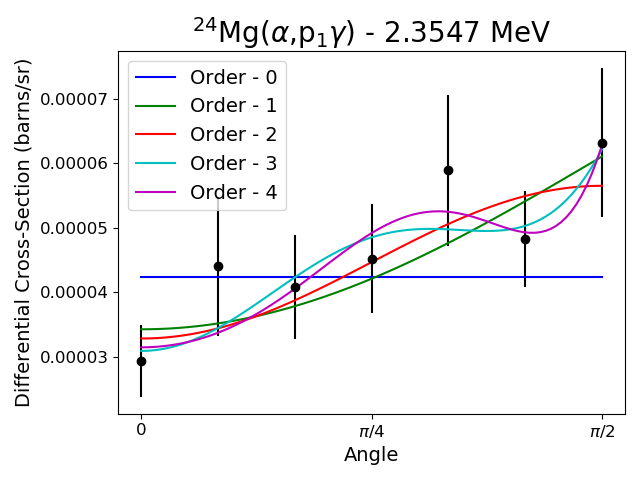 ²⁴Mg(α,p₁γ) - 2.3547 MeV
Differential Cross-Section (barns/sr)
0.00007
0.00006
0.00005
0.00004
0.00003
Order - 0
Order - 1
Order - 2
Order - 3
Order - 4
0
π/4
π/2
Angle